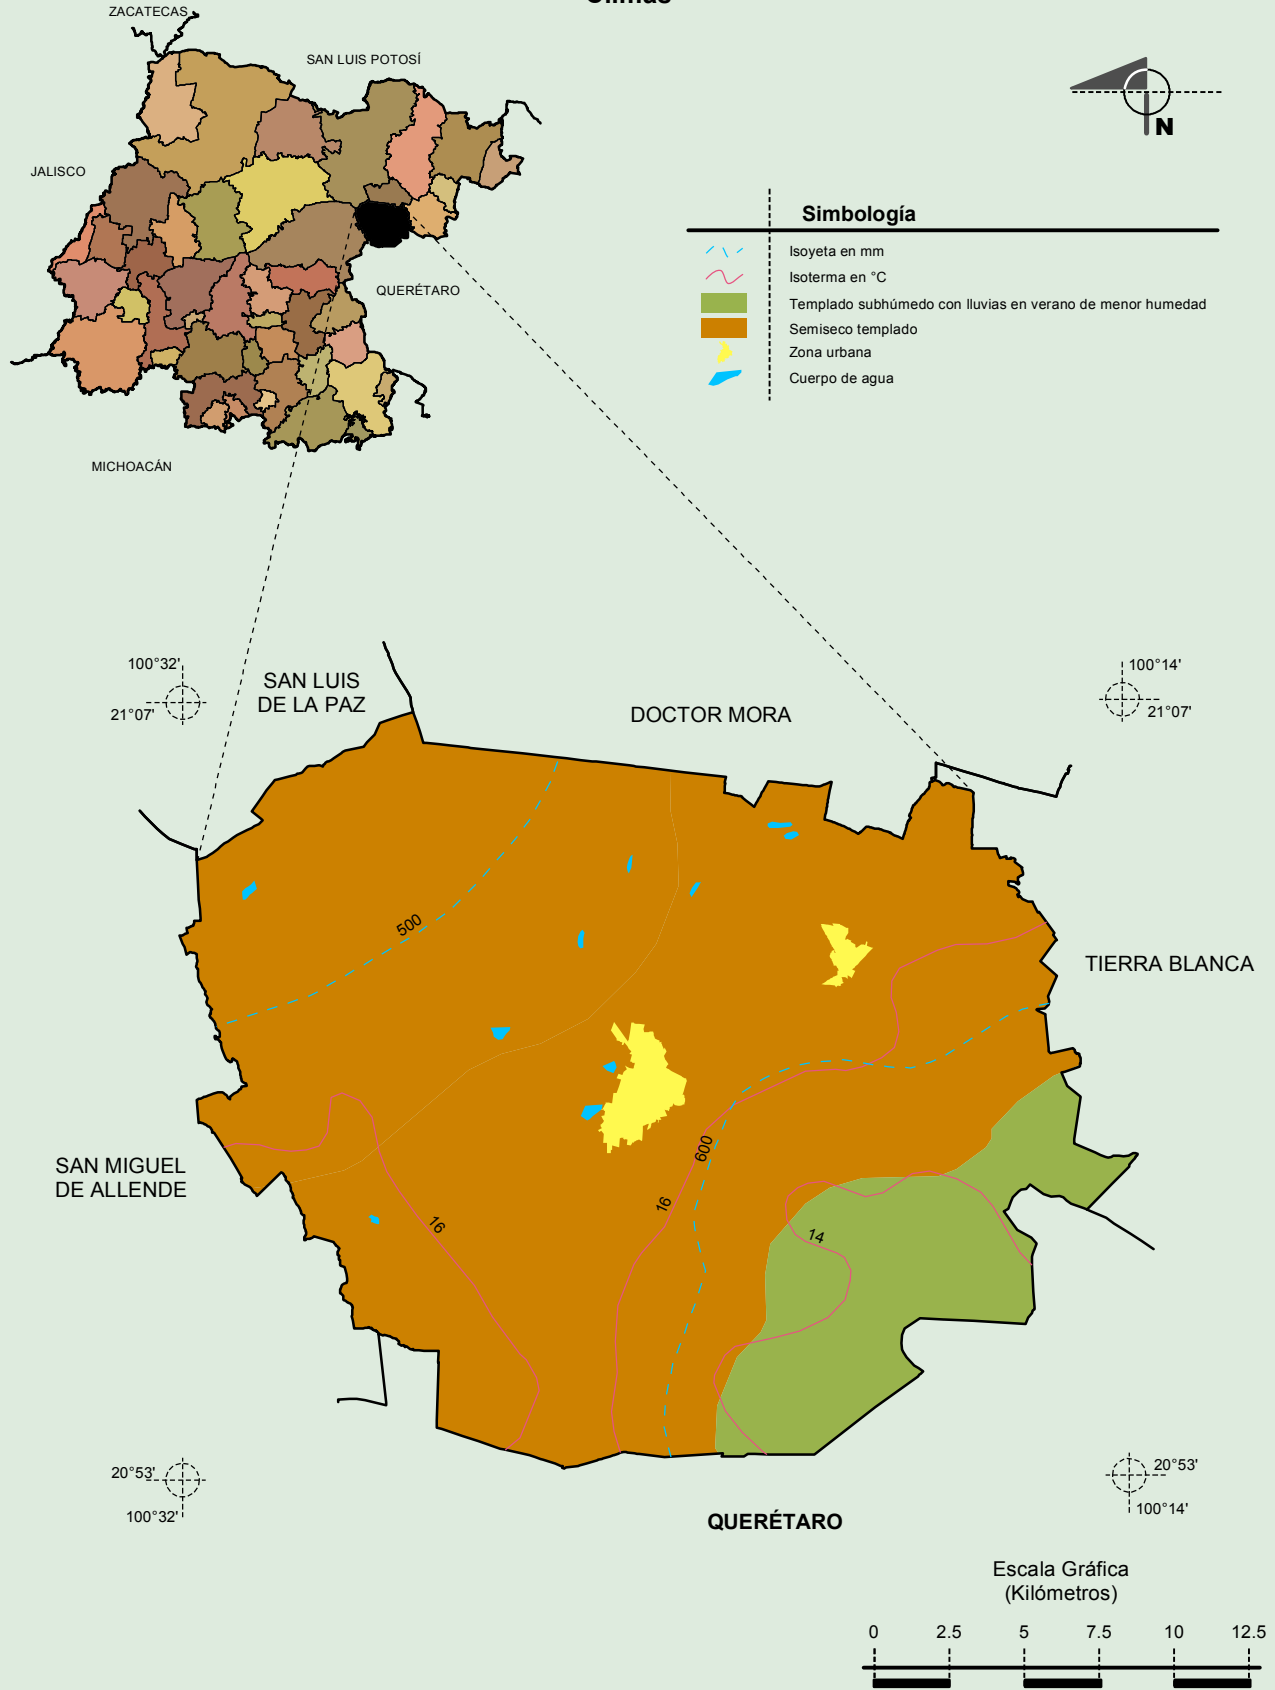 Climas
ZACATECAS
SAN LUIS POTOSÍ
JALISCO
QUERÉTARO
MICHOACÁN
N
Simbología
Isoyeta en mm
Isoterma en °C
Templado subhúmedo con lluvias en verano de menor humedad
Semiseco templado
Zona urbana
Cuerpo de agua
100°32'
21°07'
SAN LUIS
DE LA PAZ
DOCTOR MORA
100°14'
21°07'
500
TIERRA BLANCA
SAN MIGUEL
DE ALLENDE
600
16
16
14
20°53'
100°32'
20°53'
100°14'
QUERÉTARO
Escala Gráfica
(Kilómetros)
0 2.5 5 7.5 10 12.5